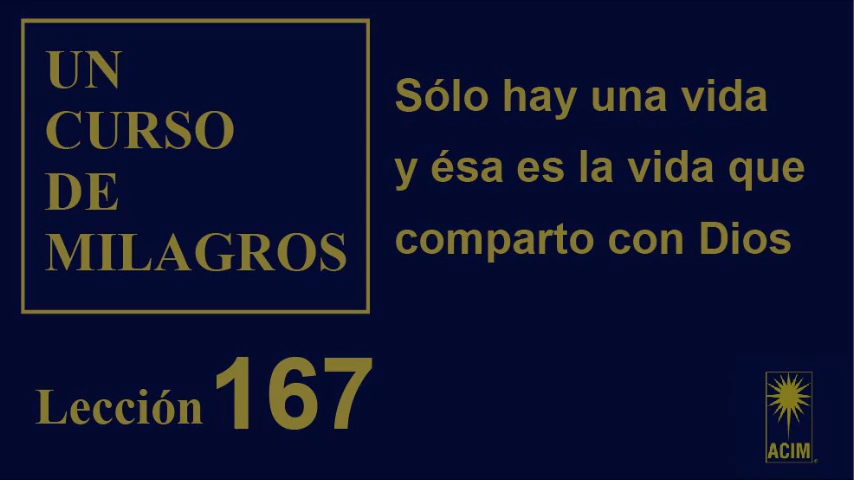 UN
CURSO
DE
MILAGROS
Sólo hay una vida
y ésa es la vida que
comparto con Dios
Lección 167
ACIM